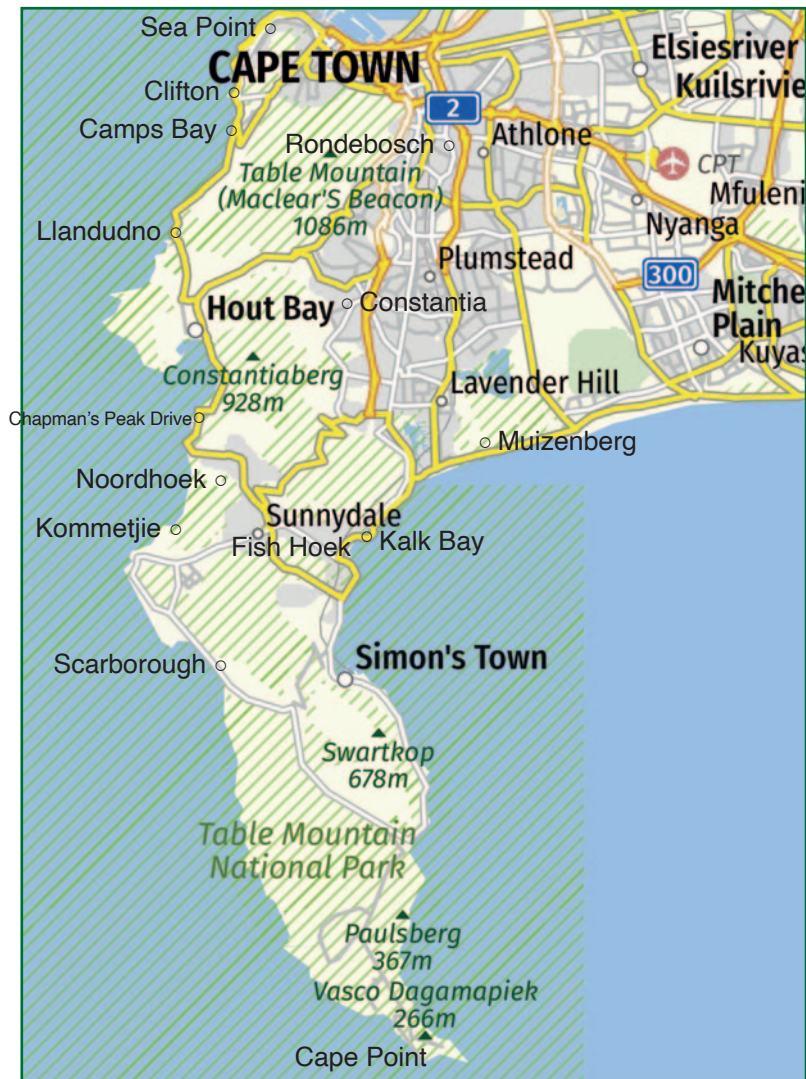 Sea Point
CAPE TOWN
Elsiesriver
Kuilsrivie
Clifton
2
Camps Bay
Rondebosch
Athlone
CPT
Table Mountain
(Maclear'S Beacon)
1086m
Mfuleni
Nyanga
Llandudno
Plumstead
300
Hout Bay
Constantia
Mitche
Plain
Kuyas
Constantiaberg
928m
Lavender Hill
Chapman's Peak Drive
Muizenberg
Noordhoek
Sunnydale
Kommetjie
Fish Hoek
Kalk Bay
Scarborough
Simon's Town
Swartkop
678m
Table Mountain
National Park
Paulsberg
367m
Vasco Dagamapiek
266m
Cape Point